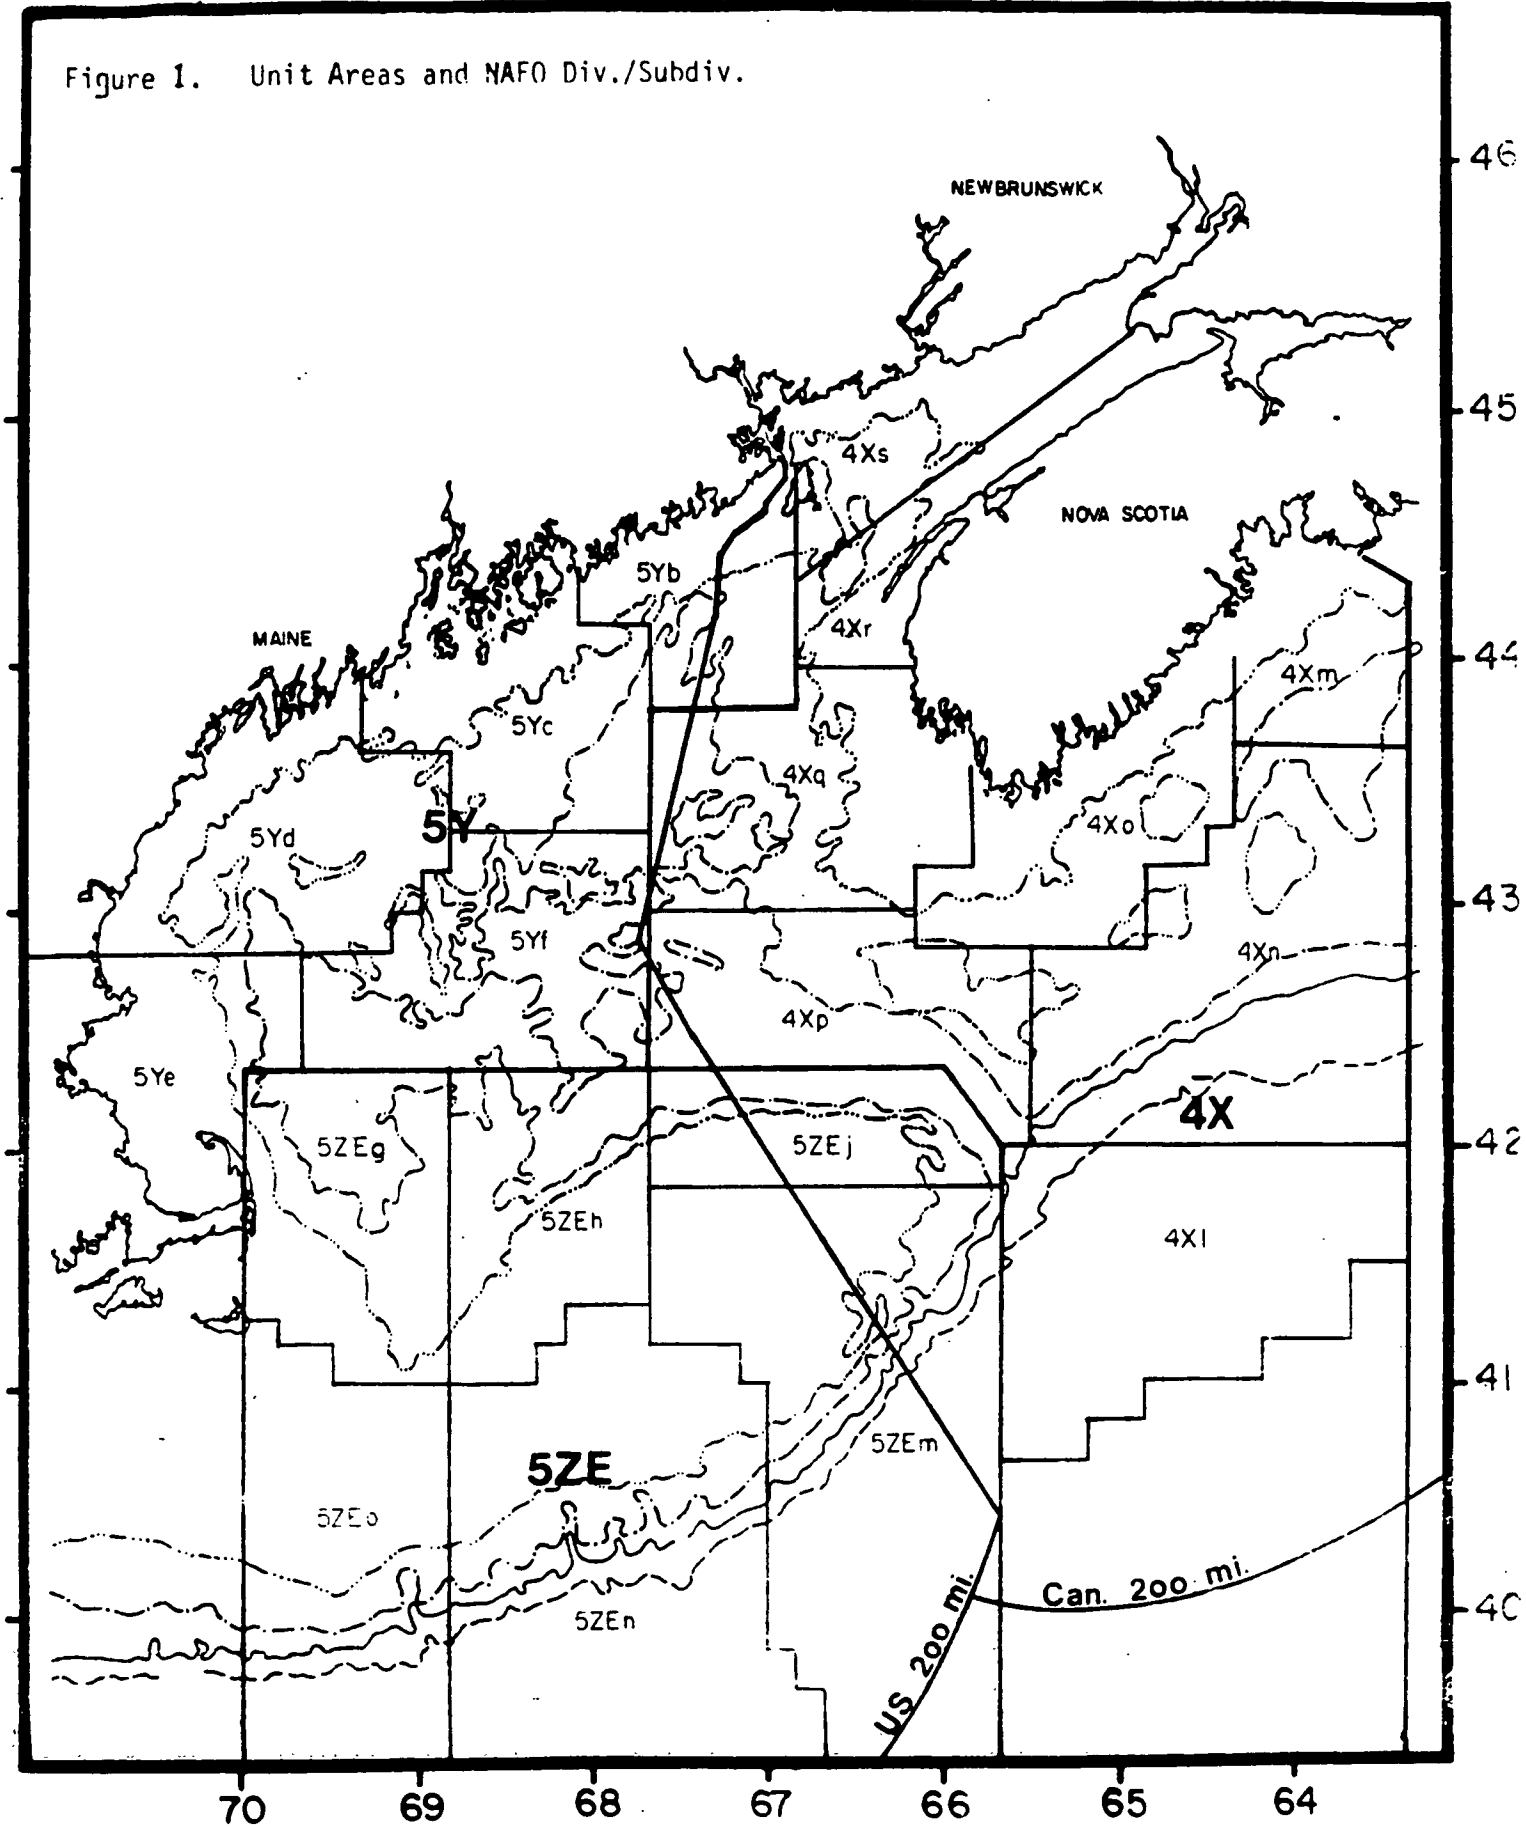 Figure 1. Unit Areas and NAFO Div./Subdiv.
46
NEW BRUNSWICK
45
4Xs
NOVA SCOTIA
5Yb
4Xr
MAINE
44
4Xm
5Yc
4Xq
5Y
5Yd
4Xo
43
5Yf
4Xn
4Xp
5Ye
4X
42
5ZEg
5ZEj
5ZEh
4Xl
41
5ZEm
5ZE
5ZEo
Can. 200 mi.
40
5ZEn
US 200 mi.
70 69 68 67 66 65 64